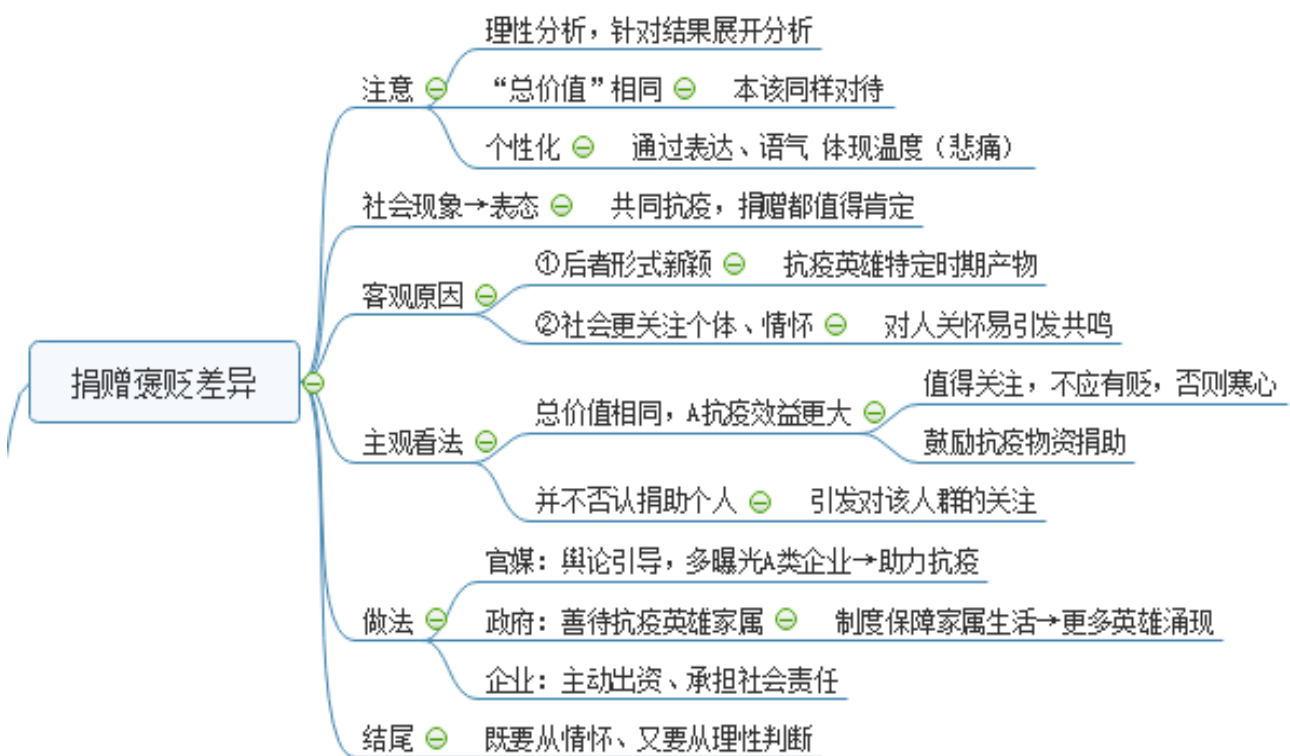 捐赠褒贬差异
注意
理性分析，针对结果展开分析
“总价值”相同
本该同样对待
个性化
通过表达、语气 体现温度（悲痛）
社会现象→表态
共同抗疫，捐赠都值得肯定
客观原因
①后者形式新颖
抗疫英雄特定时期产物
②社会更关注个体、情怀
对人关怀易引发共鸣
主观看法
总价值相同，A抗疫效益更大
值得关注，不应有贬，否则寒心
鼓励抗疫物资捐助
并不否认捐助个人
引发对该人群的关注
做法
官媒：舆论引导，多曝光A类企业→助力抗疫
政府：善待抗疫英雄家属
制度保障家属生活→更多英雄涌现
企业：主动出资、承担社会责任
结尾
既要从情怀、又要从理性判断